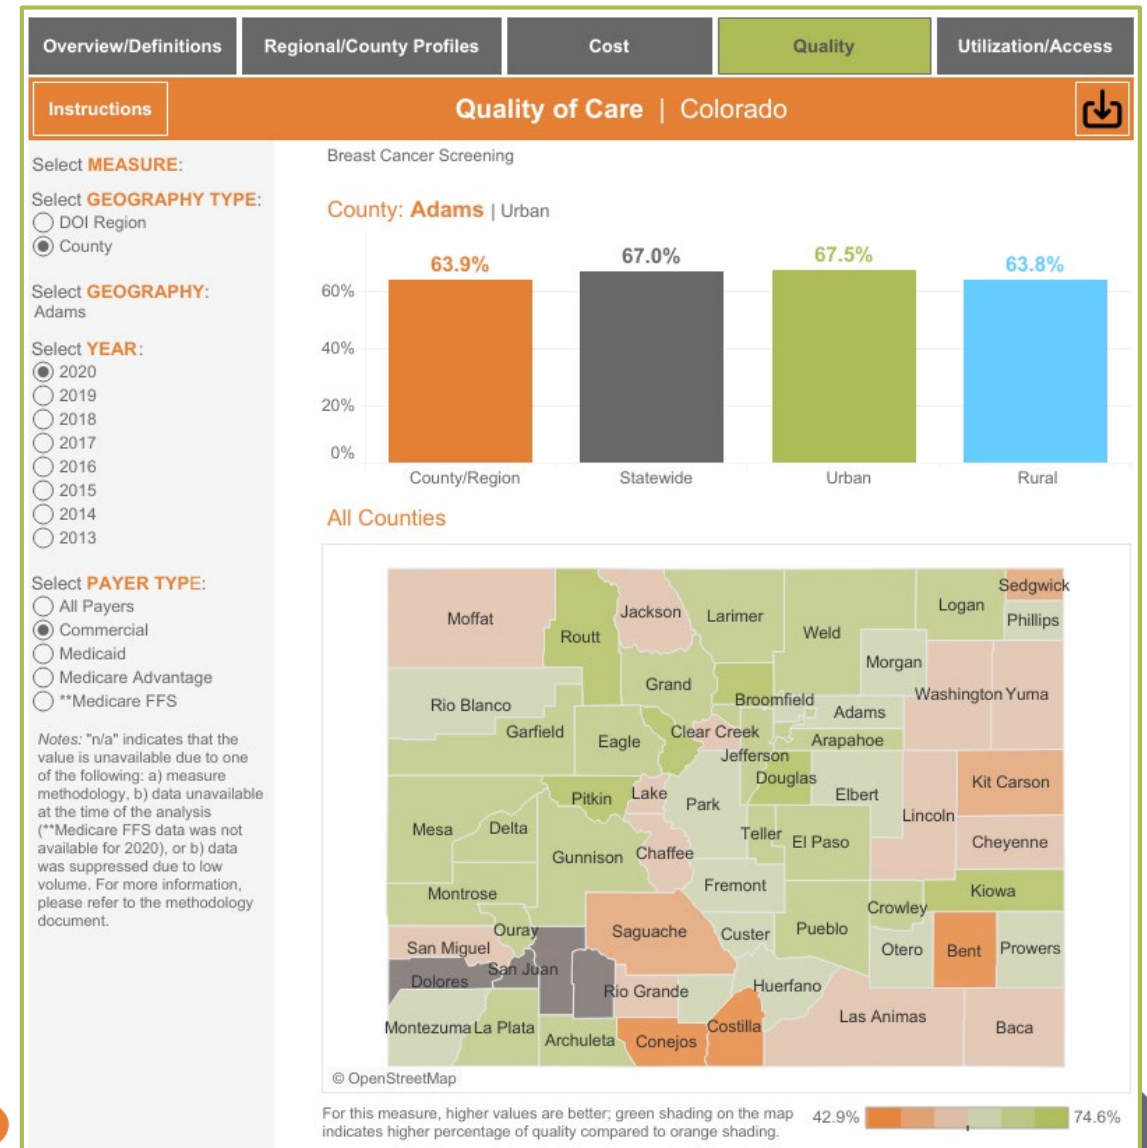 Overview/Definitions
Regional/County Profiles
Cost
Quality
Utilization/Access
Instructions
Quality of Care | Colorado
Select MEASURE:
Breast Cancer Screening
Select GEOGRAPHY TYPE:
DOI Region
County
Select GEOGRAPHY:
Adams
Select YEAR:
2020
2019
2018
2017
2016
2015
2014
2013
Select PAYER TYPE:
All Payers
Commercial
Medicaid
Medicare Advantage
**Medicare FFS
Notes: "n/a" indicates that the
value is unavailable due to one
of the following: a) measure
methodology, b) data unavailable
at the time of the analysis
(**Medicare FFS data was not
available for 2020), or b) data
was suppressed due to low
volume. For more information,
please refer to the methodology
document.
County: Adams | Urban
63.9%
67.0%
67.5%
63.8%
60%
40%
20%
0%
County/Region
Statewide
Urban
Rural
All Counties
Sedgwick
Moffat
Jackson
Larimer
Logan
Phillips
Routt
Weld
Morgan
Grand
Washington
Yuma
Rio Blanco
Broomfield
Adams
Garfield
Eagle
Clear Creek
Arapahoe
Jefferson
Douglas
Kit Carson
Pitkin
Lake
Park
Elbert
Lincoln
Mesa
Delta
Teller
El Paso
Cheyenne
Gunnison
Chaffee
Fremont
Montrose
Kiowa
Crowley
Ouray
Saguache
Custer
Pueblo
San Miguel
Otero
Bent
Prowers
Dolores
San Juan
Rio Grande
Huerfano
Montezuma
La Plata
Costilla
Las Animas
Archuleta
Conejos
Baca
© OpenStreetMap
For this measure, higher values are better; green shading on the map
indicates higher percentage of quality compared to orange shading.
42.9%
74.6%